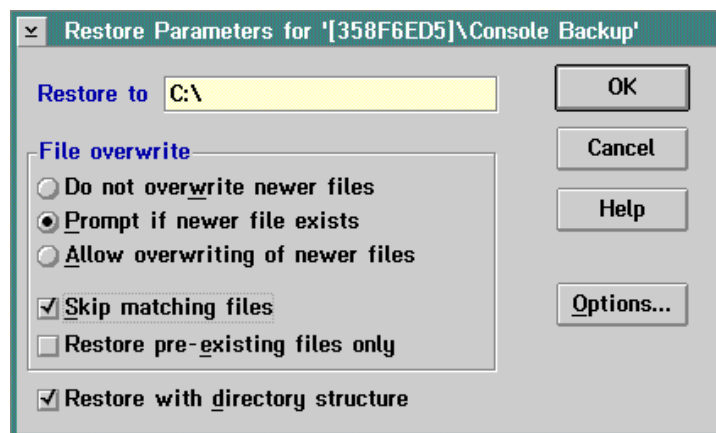 Restore Parameters for '[358F6ED5]\Console Backup'
Restore to C:\
OK
Cancel
Help
File overwrite
Do not overwrite newer files
Prompt if newer file exists
Allow overwriting of newer files
Skip matching files
Restore pre-existing files only
Options...
Restore with directory structure